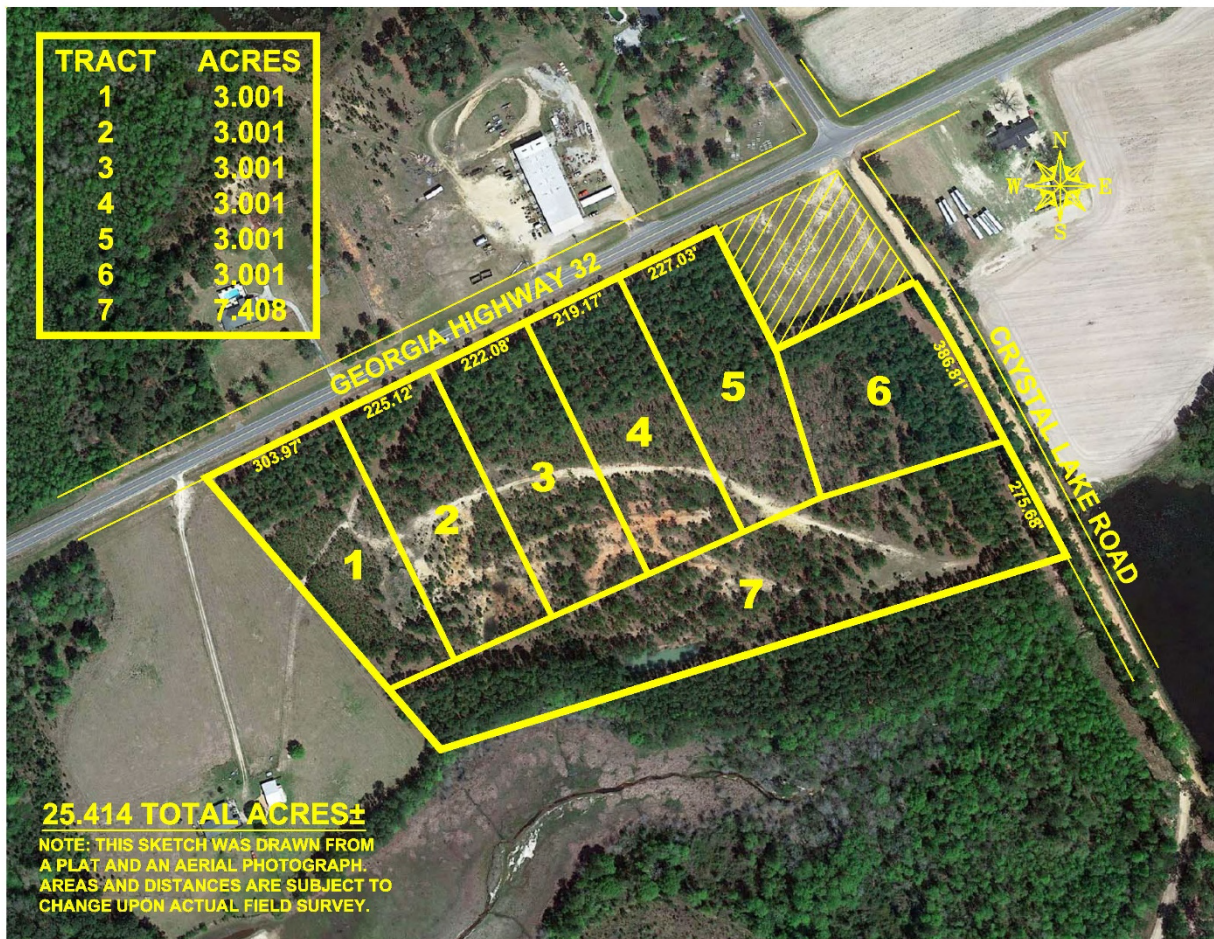 TRACT ACRES
1 3.001
2 3.001
3 3.001
4 3.001
5 3.001
6 3.001
7 7.408
N
W E
S
GEORGIA HIGHWAY 32
CRYSTAL LAKE ROAD
303.97'
225.12'
222.08'
219.17'
227.03'
386.81'
275.68'
1
2
3
4
5
6
7
25.414 TOTAL ACRES±
NOTE: THIS SKETCH WAS DRAWN FROM
A PLAT AND AN AERIAL PHOTOGRAPH.
AREAS AND DISTANCES ARE SUBJECT TO
CHANGE UPON ACTUAL FIELD SURVEY.